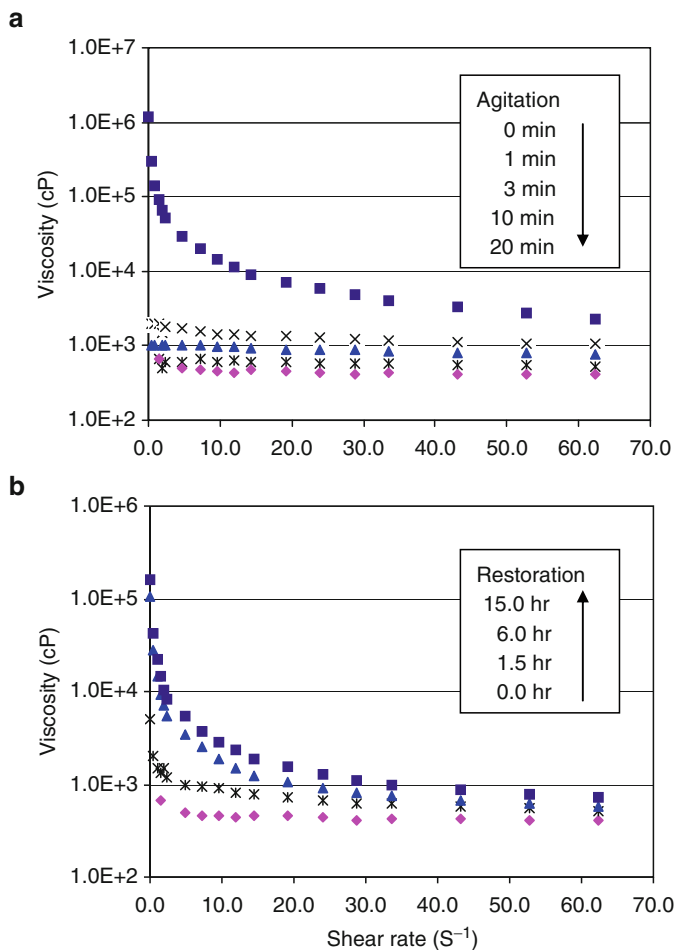 a
1.0E+7
1.0E+6
1.0E+5
1.0E+4
1.0E+3
1.0E+2
Viscosity (cP)
Agitation
0 min
1 min
3 min
10 min
20 min
0.0 10.0 20.0 30.0 40.0 50.0 60.0 70.0
b
1.0E+6
1.0E+5
1.0E+4
1.0E+3
1.0E+2
Viscosity (cP)
Restoration
15.0 hr
6.0 hr
1.5 hr
0.0 hr
0.0 10.0 20.0 30.0 40.0 50.0 60.0 70.0
Shear rate (S⁻¹)